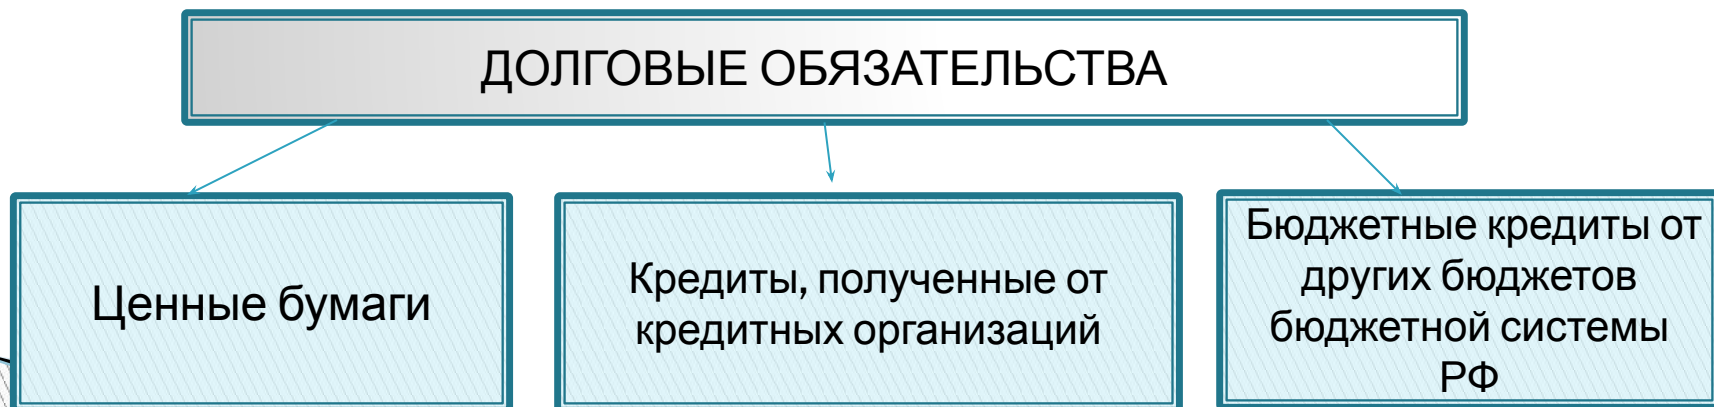 ДОЛГОВЫЕ ОБЯЗАТЕЛЬСТВА
Ценные бумаги
Кредиты, полученные от
кредитных организаций
Бюджетные кредиты от
других бюджетов
бюджетной системы
РФ